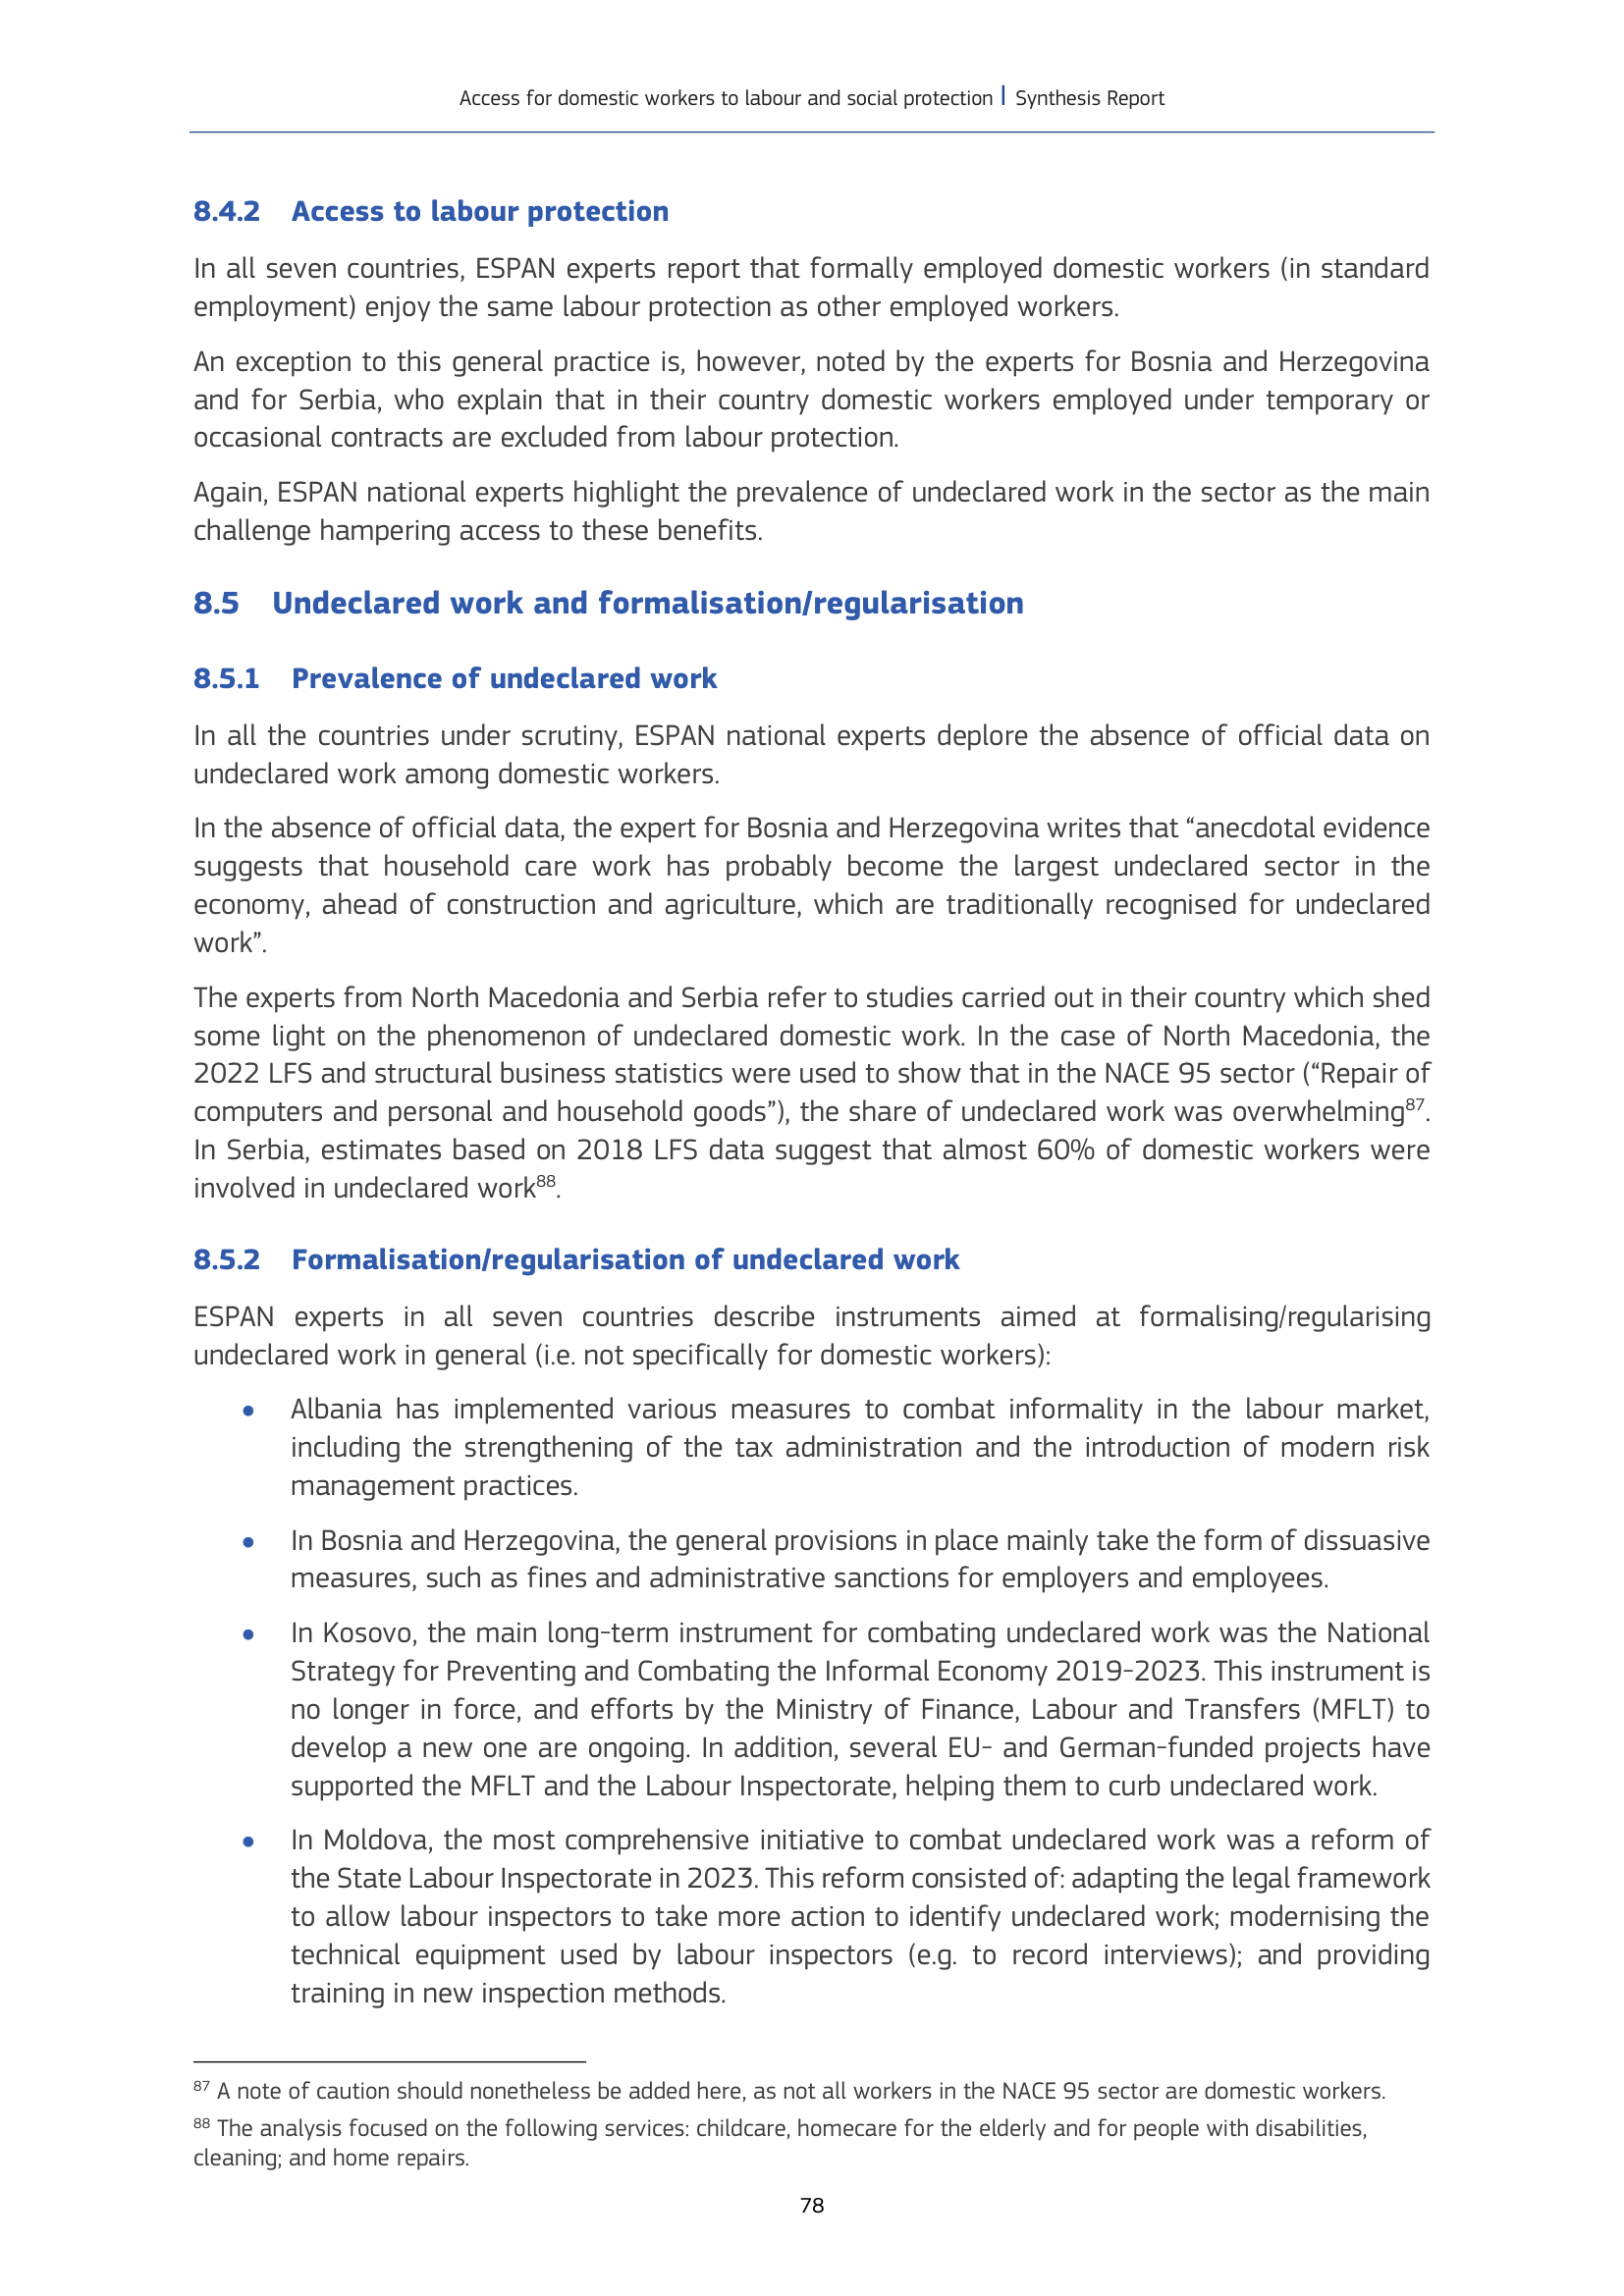 Access for domestic workers to labour and social protection | Synthesis Report
8.4.2 Access to labour protection
In all seven countries, ESPAN experts report that formally employed domestic workers (in standard
employment) enjoy the same labour protection as other employed workers.
An exception to this general practice is, however, noted by the experts for Bosnia and Herzegovina
and for Serbia, who explain that in their country domestic workers employed under temporary or
occasional contracts are excluded from labour protection.
Again, ESPAN national experts highlight the prevalence of undeclared work in the sector as the main
challenge hampering access to these benefits.
8.5 Undeclared work and formalisation/regularisation
8.5.1 Prevalence of undeclared work
In all the countries under scrutiny, ESPAN national experts deplore the absence of official data on
undeclared work among domestic workers.
In the absence of official data, the expert for Bosnia and Herzegovina writes that “anecdotal evidence
suggests that household care work has probably become the largest undeclared sector in the
economy, ahead of construction and agriculture, which are traditionally recognised for undeclared
work”.
The experts from North Macedonia and Serbia refer to studies carried out in their country which shed
some light on the phenomenon of undeclared domestic work. In the case of North Macedonia, the
2022 LFS and structural business statistics were used to show that in the NACE 95 sector (“Repair of
computers and personal and household goods”), the share of undeclared work was overwhelming87.
In Serbia, estimates based on 2018 LFS data suggest that almost 60% of domestic workers were
involved in undeclared work88.
8.5.2 Formalisation/regularisation of undeclared work
ESPAN experts in all seven countries describe instruments aimed at formalising/regularising
undeclared work in general (i.e. not specifically for domestic workers):
• Albania has implemented various measures to combat informality in the labour market,
including the strengthening of the tax administration and the introduction of modern risk
management practices.
• In Bosnia and Herzegovina, the general provisions in place mainly take the form of dissuasive
measures, such as fines and administrative sanctions for employers and employees.
• In Kosovo, the main long-term instrument for combating undeclared work was the National
Strategy for Preventing and Combating the Informal Economy 2019-2023. This instrument is
no longer in force, and efforts by the Ministry of Finance, Labour and Transfers (MFLT) to
develop a new one are ongoing. In addition, several EU- and German-funded projects have
supported the MFLT and the Labour Inspectorate, helping them to curb undeclared work.
• In Moldova, the most comprehensive initiative to combat undeclared work was a reform of
the State Labour Inspectorate in 2023. This reform consisted of: adapting the legal framework
to allow labour inspectors to take more action to identify undeclared work; modernising the
technical equipment used by labour inspectors (e.g. to record interviews); and providing
training in new inspection methods.
87 A note of caution should nonetheless be added here, as not all workers in the NACE 95 sector are domestic workers.
88 The analysis focused on the following services: childcare, homecare for the elderly and for people with disabilities,
cleaning; and home repairs.
78